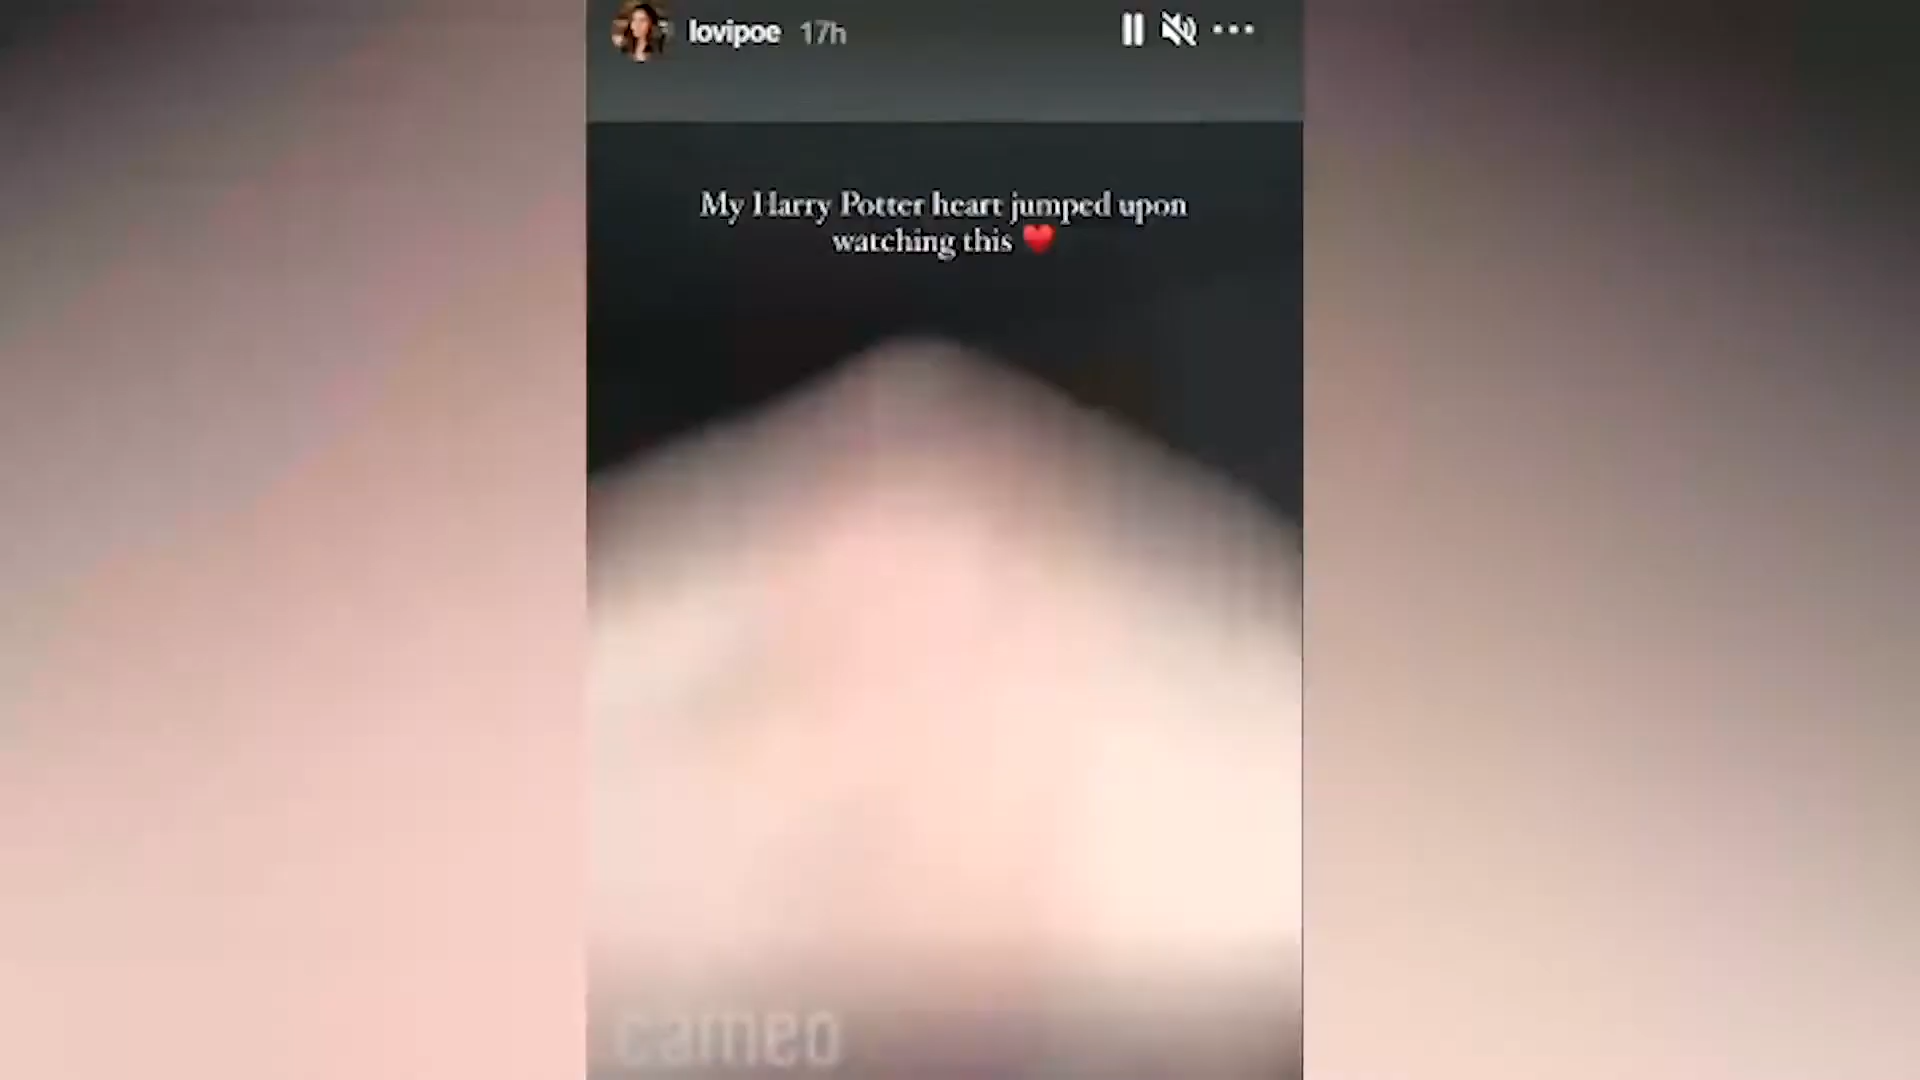 lovipoe 17h
My Harry Potter heart jumped upon
watching this ❤️
cameo